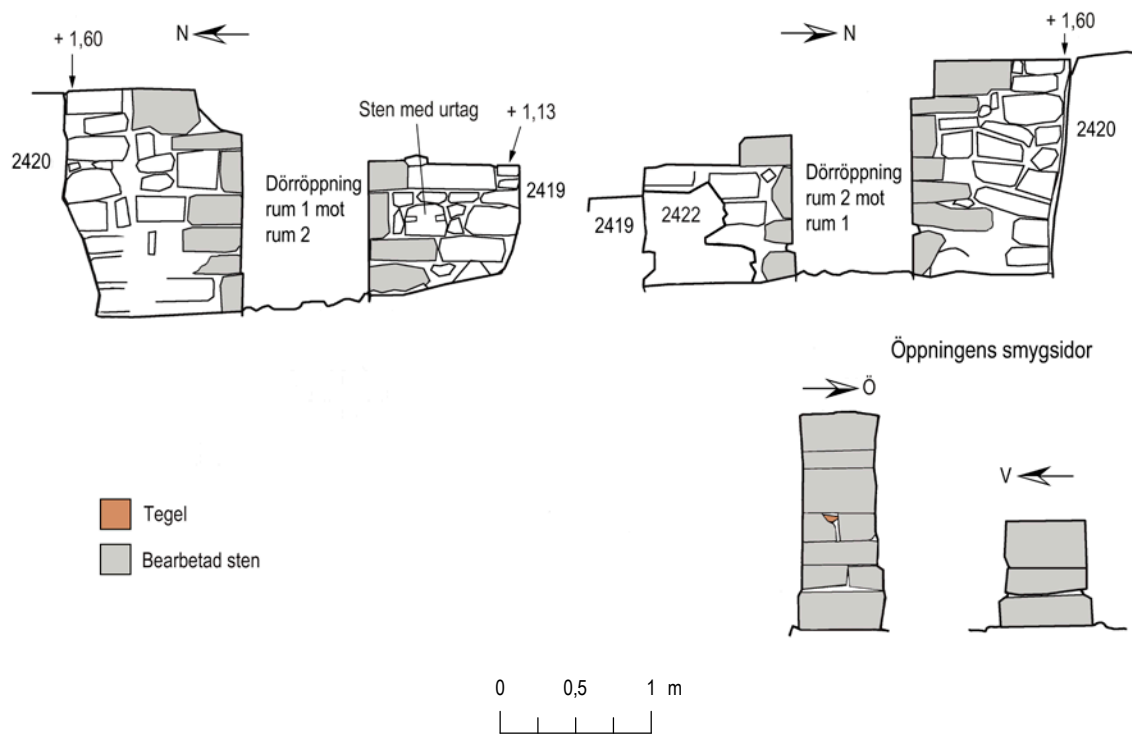 N
+ 1,60
Sten med urtag
+ 1,13
2420
Dörröppning
rum 1 mot
rum 2
2419
N
+ 1,60
2420
Dörröppning
rum 2 mot
rum 1
2419
2422
Öppningens smygsidor
Ö
V
Tegel
Bearbetad sten
0 0,5 1 m